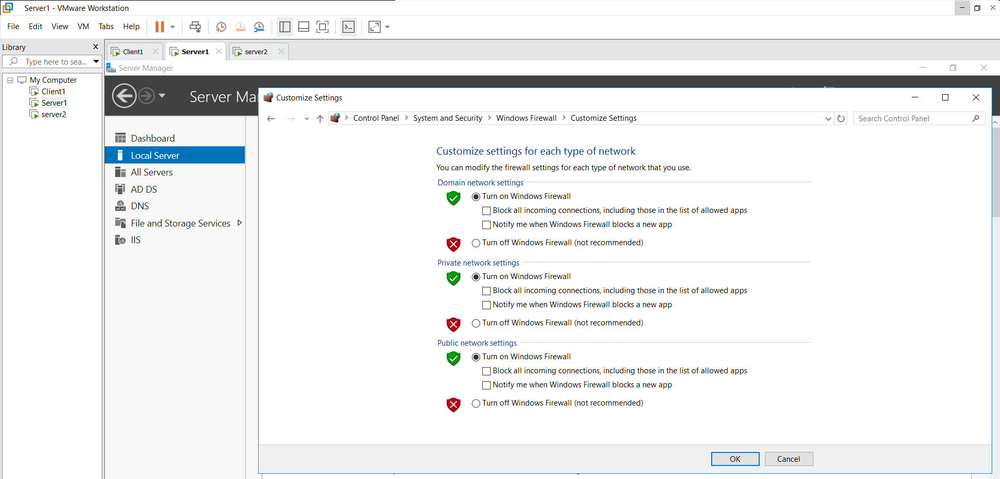 Server1 - VMware Workstation
File Edit View VM Tabs Help
Library
Type here to sea...
My Computer
Client1
Server1
server2
Client1 Server1 server2
Server Manager
Server Ma
Dashboard
Local Server
All Servers
AD DS
DNS
File and Storage Services
IIS
Customize Settings
Control Panel > System and Security > Windows Firewall > Customize Settings
Search Control Panel
Customize settings for each type of network
You can modify the firewall settings for each type of network that you use.
Domain network settings
Turn on Windows Firewall
Block all incoming connections, including those in the list of allowed apps
Notify me when Windows Firewall blocks a new app
Turn off Windows Firewall (not recommended)
Private network settings
Turn on Windows Firewall
Block all incoming connections, including those in the list of allowed apps
Notify me when Windows Firewall blocks a new app
Turn off Windows Firewall (not recommended)
Public network settings
Turn on Windows Firewall
Block all incoming connections, including those in the list of allowed apps
Notify me when Windows Firewall blocks a new app
Turn off Windows Firewall (not recommended)
OK Cancel